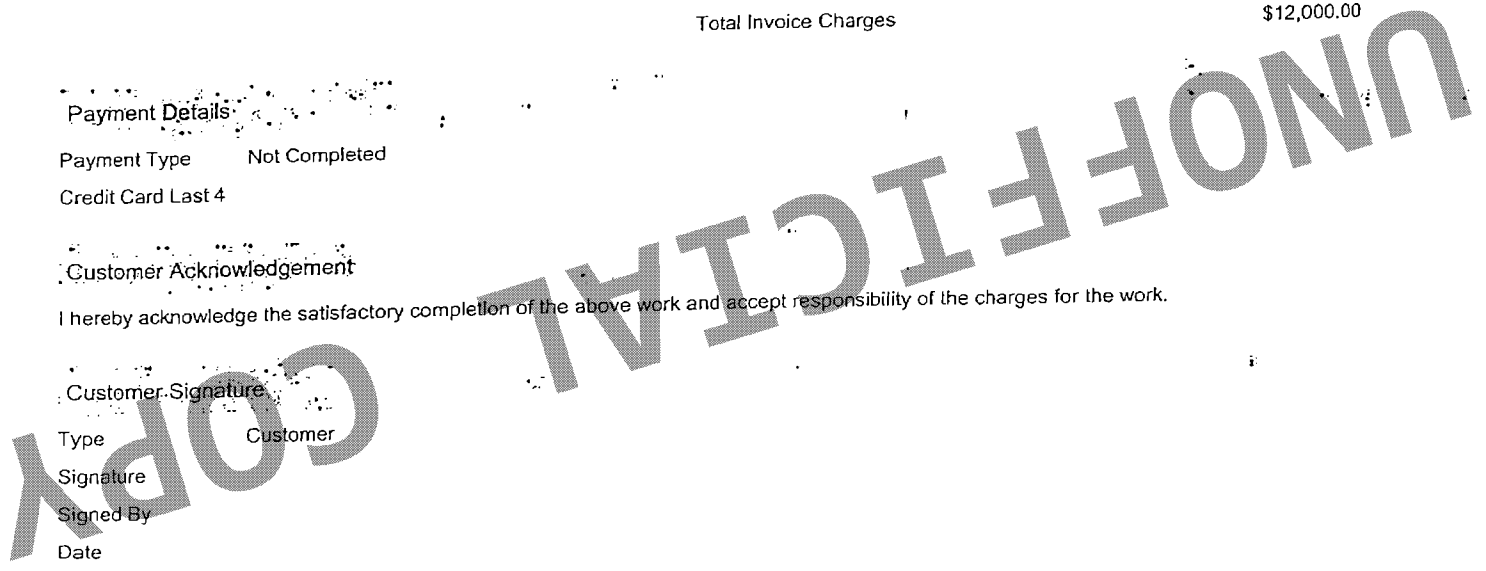 Total Invoice Charges $12,000.00
Payment Details
Payment Type Not Completed
Credit Card Last 4
Customer Acknowledgement
I hereby acknowledge the satisfactory completion of the above work and accept responsibility of the charges for the work.
Customer Signature
Type Customer
Signature
Signed By
Date
UNOFFICIAL COPY